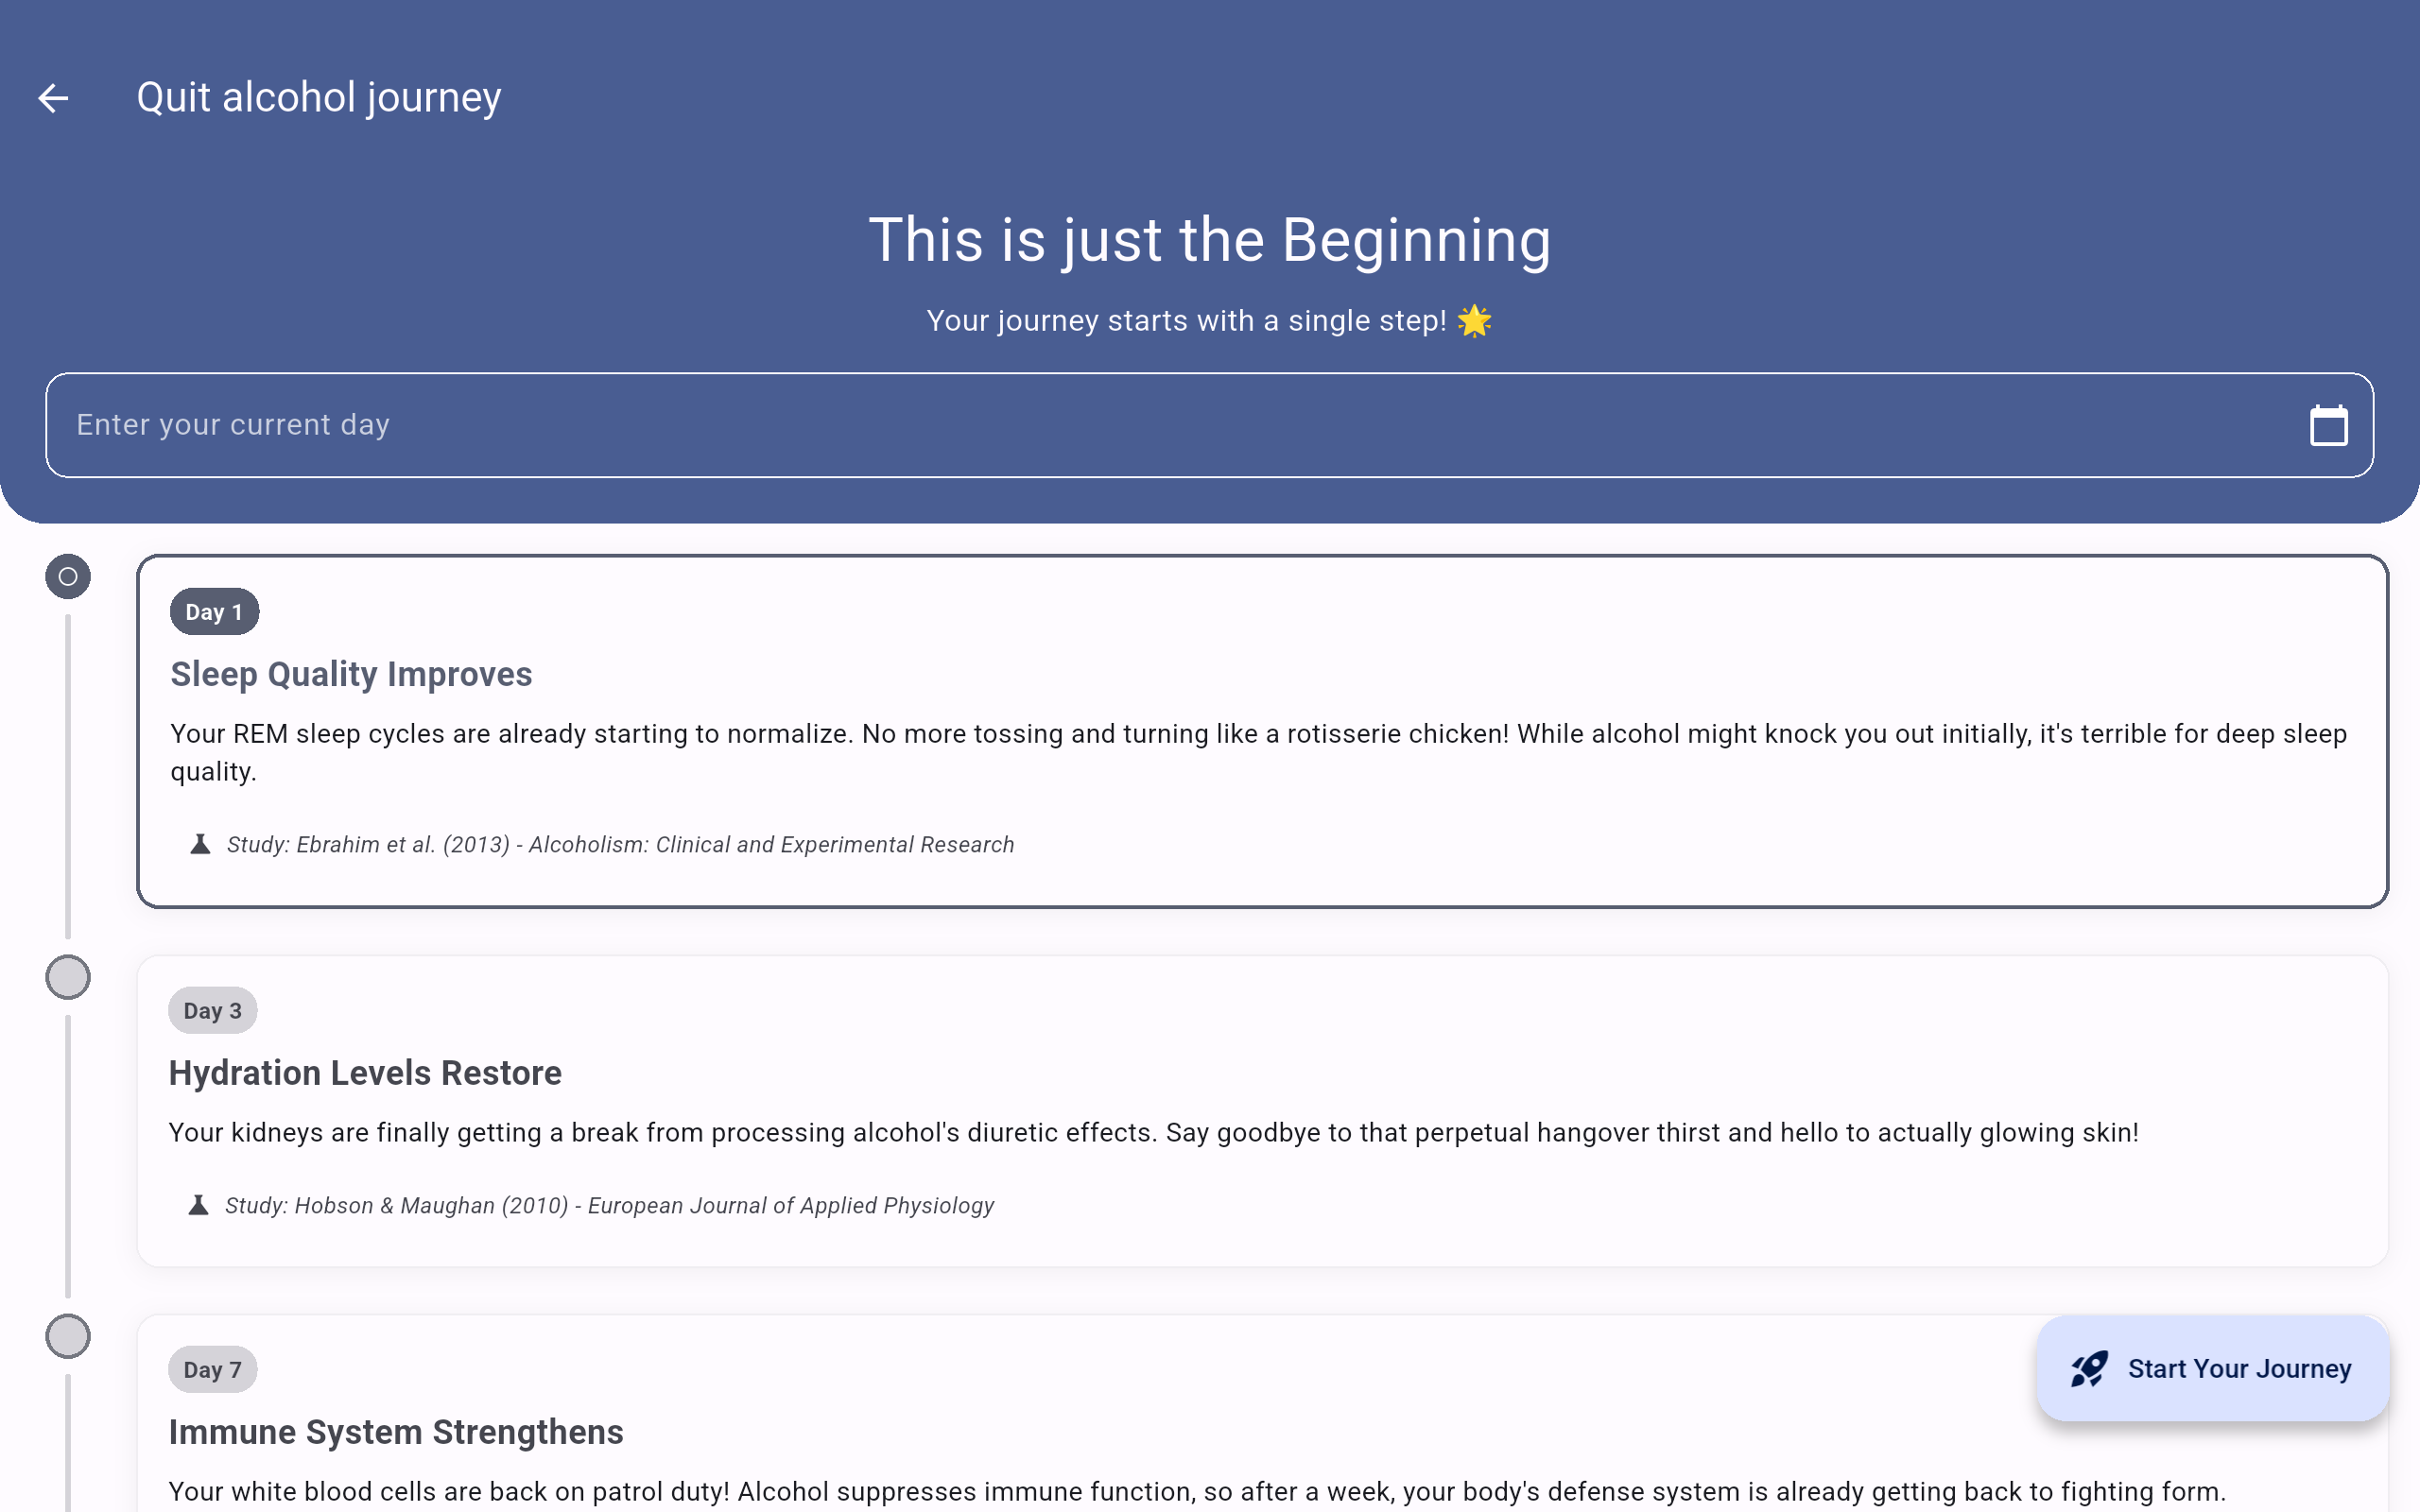 Quit alcohol journey
This is just the Beginning
Your journey starts with a single step! 🌟
Enter your current day
Day 1
Sleep Quality Improves
Your REM sleep cycles are already starting to normalize. No more tossing and turning like a rotisserie chicken! While alcohol might knock you out initially, it's terrible for deep sleep
quality.
Study: Ebrahim et al. (2013) - Alcoholism: Clinical and Experimental Research
Day 3
Hydration Levels Restore
Your kidneys are finally getting a break from processing alcohol's diuretic effects. Say goodbye to that perpetual hangover thirst and hello to actually glowing skin!
Study: Hobson & Maughan (2010) - European Journal of Applied Physiology
Day 7
Start Your Journey
Immune System Strengthens
Your white blood cells are back on patrol duty! Alcohol suppresses immune function, so after a week, your body's defense system is already getting back to fighting form.